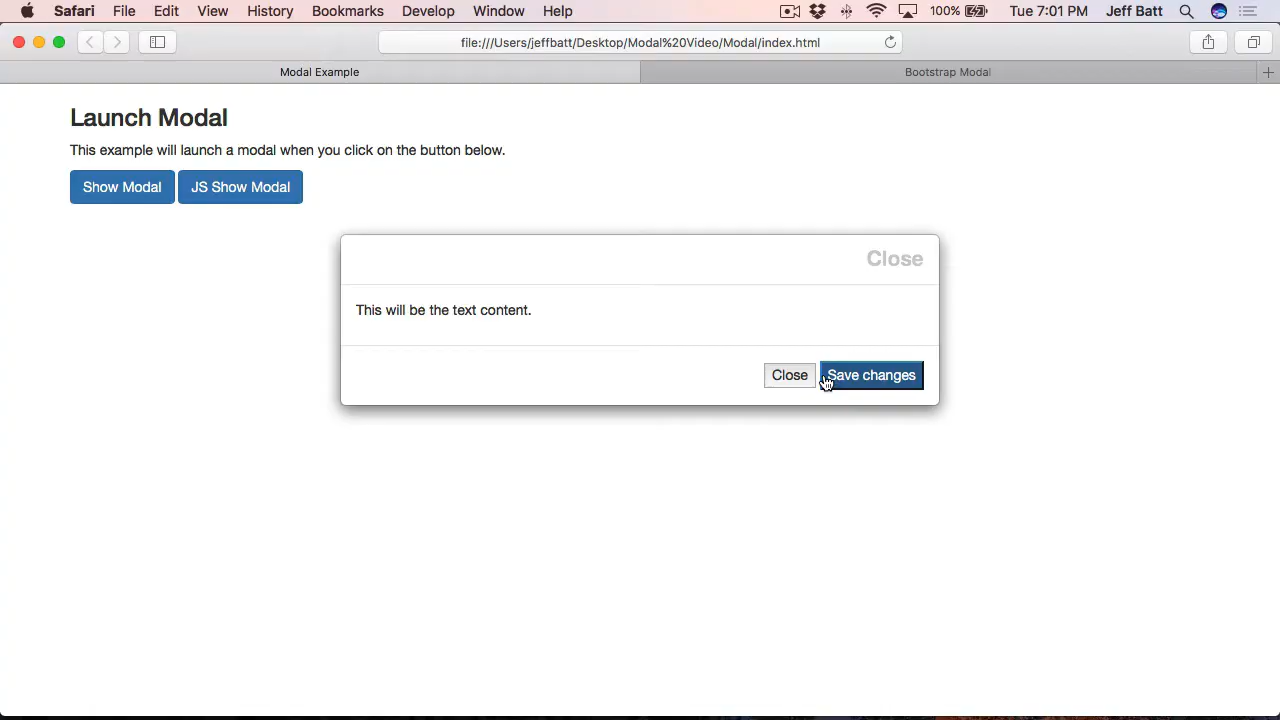 Safari File Edit View History Bookmarks Develop Window Help 100% Tue 7:01 PM Jeff Batt
file:///Users/jeffbatt/Desktop/Modal%20Video/Modal/index.html
Modal Example Bootstrap Modal
Launch Modal
This example will launch a modal when you click on the button below.
Show Modal JS Show Modal
Close
This will be the text content.
Close Save changes